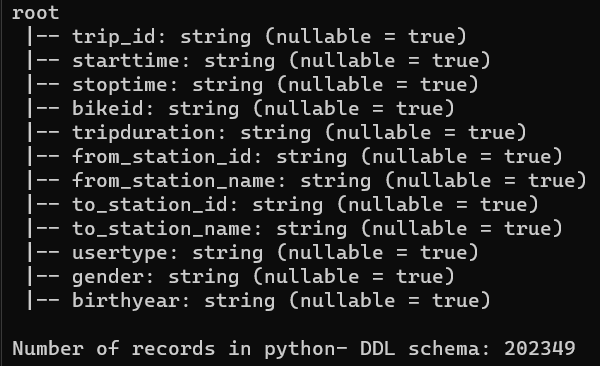 root
 |-- trip_id: string (nullable = true)
 |-- starttime: string (nullable = true)
 |-- stoptime: string (nullable = true)
 |-- bikeid: string (nullable = true)
 |-- tripduration: string (nullable = true)
 |-- from_station_id: string (nullable = true)
 |-- from_station_name: string (nullable = true)
 |-- to_station_id: string (nullable = true)
 |-- to_station_name: string (nullable = true)
 |-- usertype: string (nullable = true)
 |-- gender: string (nullable = true)
 |-- birthyear: string (nullable = true)
Number of records in python- DDL schema: 202349